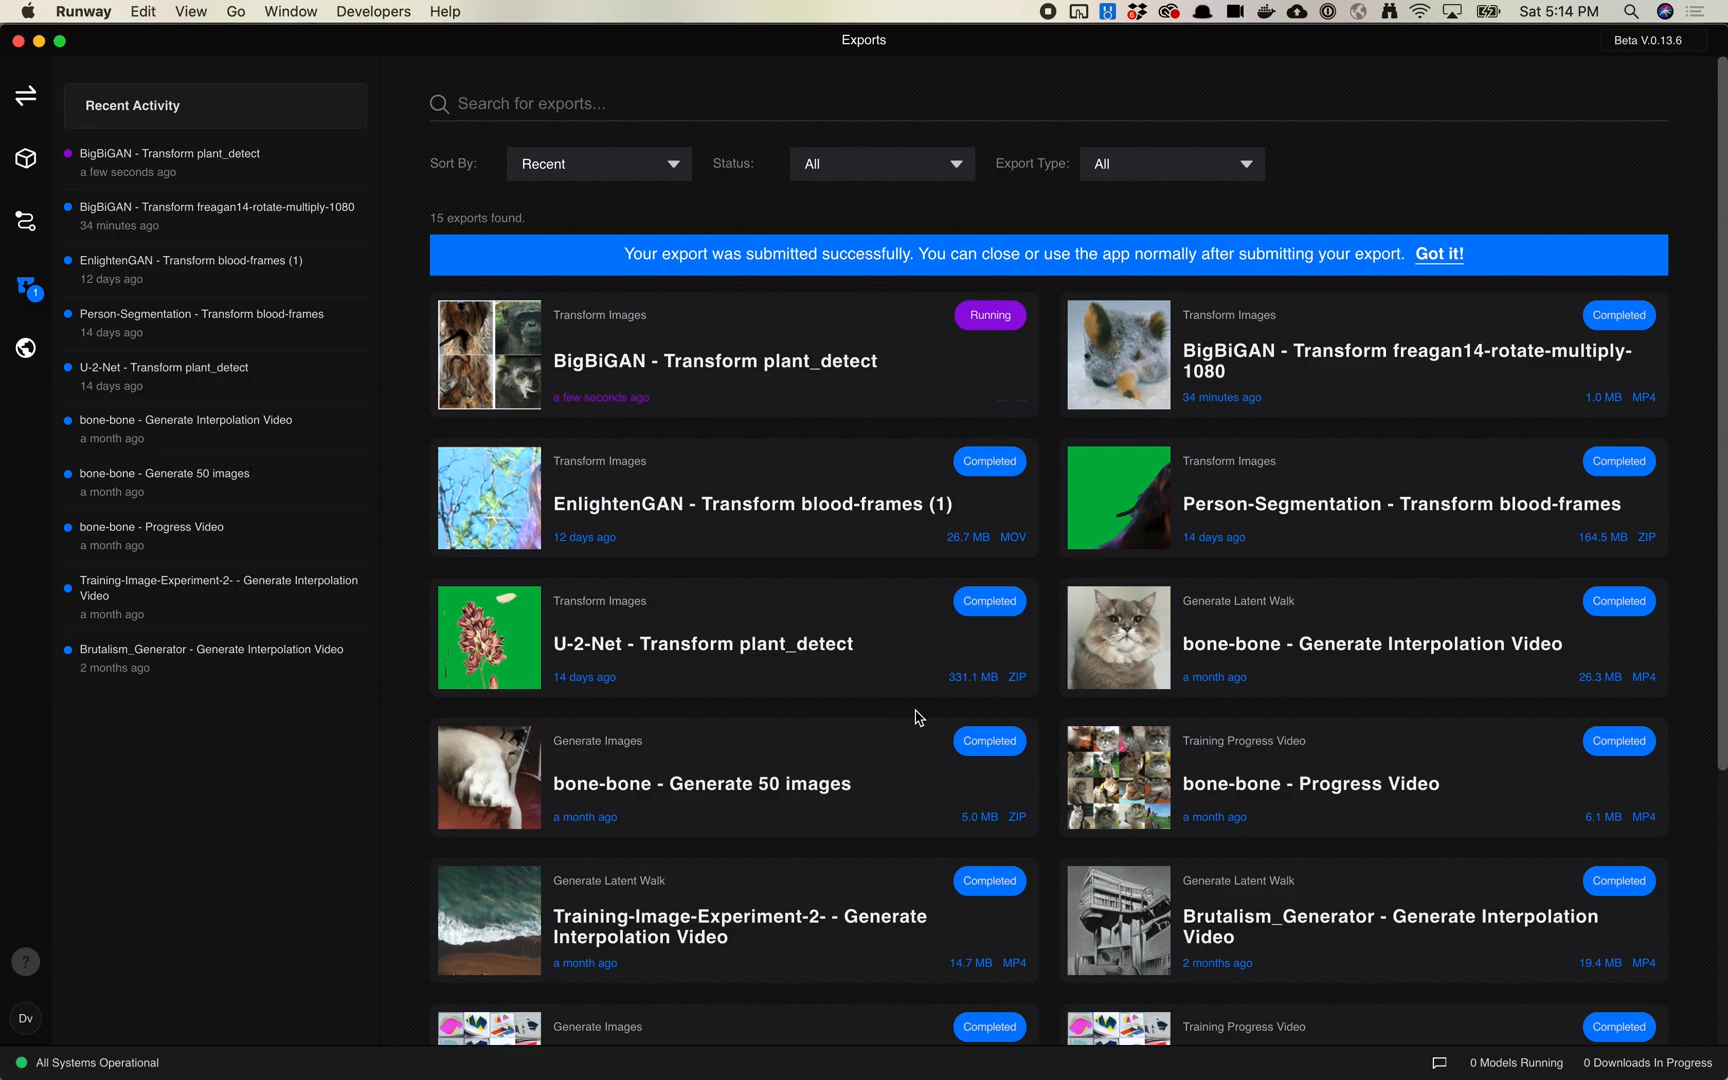 Runway Edit View Go Window Developers Help
Sat 5:14 PM
Exports
Beta V.0.13.6
Recent Activity
BigBiGAN - Transform plant_detect
a few seconds ago
BigBiGAN - Transform freagan14-rotate-multiply-1080
34 minutes ago
EnlightenGAN - Transform blood-frames (1)
12 days ago
Person-Segmentation - Transform blood-frames
14 days ago
U-2-Net - Transform plant_detect
14 days ago
bone-bone - Generate Interpolation Video
a month ago
bone-bone - Generate 50 images
a month ago
bone-bone - Progress Video
a month ago
Training-Image-Experiment-2- - Generate Interpolation
Video
a month ago
Brutalism_Generator - Generate Interpolation Video
2 months ago
1
?
Dv
Search for exports...
Sort By: Recent Status: All Export Type: All
15 exports found.
Your export was submitted successfully. You can close or use the app normally after submitting your export. Got it!
Transform Images Running
BigBiGAN - Transform plant_detect
a few seconds ago ... ...
Transform Images Completed
BigBiGAN - Transform freagan14-rotate-multiply-
1080
34 minutes ago 1.0 MB MP4
Transform Images Completed
EnlightenGAN - Transform blood-frames (1)
12 days ago 26.7 MB MOV
Transform Images Completed
Person-Segmentation - Transform blood-frames
14 days ago 164.5 MB ZIP
Transform Images Completed
U-2-Net - Transform plant_detect
14 days ago 331.1 MB ZIP
Generate Latent Walk Completed
bone-bone - Generate Interpolation Video
a month ago 26.3 MB MP4
Generate Images Completed
bone-bone - Generate 50 images
a month ago 5.0 MB ZIP
Training Progress Video Completed
bone-bone - Progress Video
a month ago 6.1 MB MP4
Generate Latent Walk Completed
Training-Image-Experiment-2- - Generate
Interpolation Video
a month ago 14.7 MB MP4
Generate Latent Walk Completed
Brutalism_Generator - Generate Interpolation
Video
2 months ago 19.4 MB MP4
Generate Images Completed
Training Progress Video Completed
All Systems Operational
0 Models Running 0 Downloads In Progress